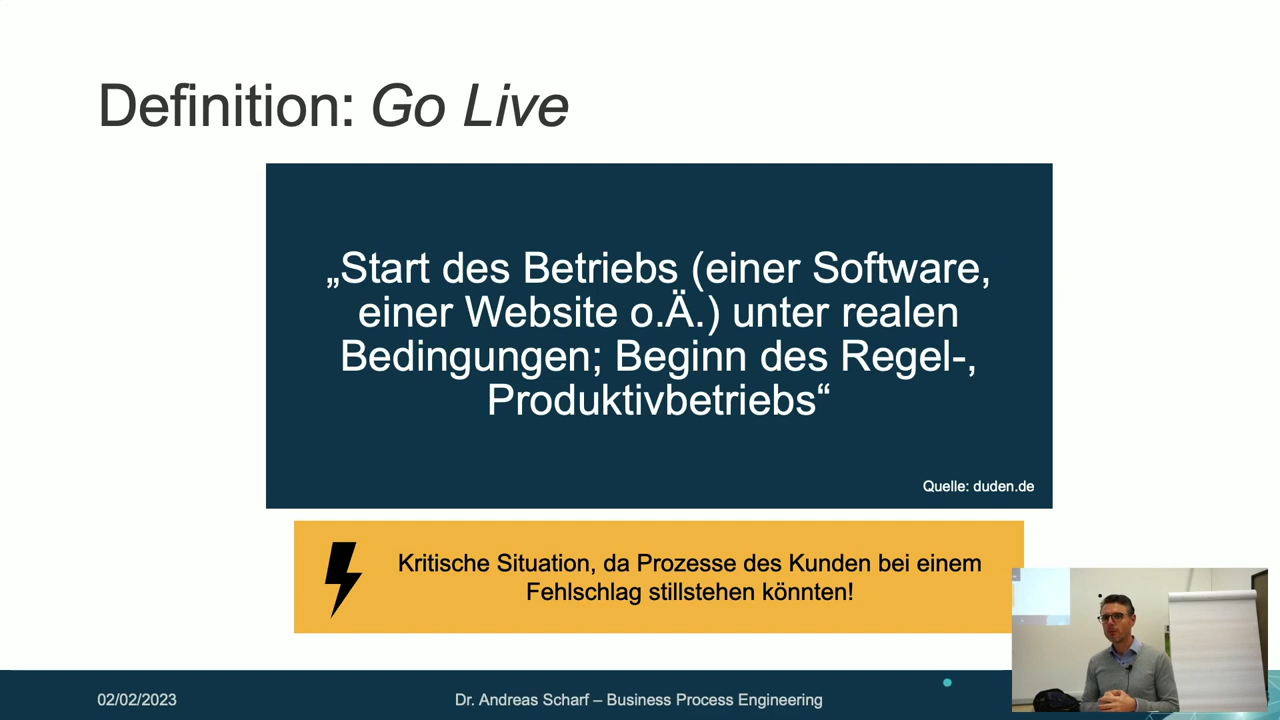 Definition: Go Live
„Start des Betriebs (einer Software,
einer Website o.Ä.) unter realen
Bedingungen; Beginn des Regel-,
Produktivbetriebs“
Quelle: duden.de
Kritische Situation, da Prozesse des Kunden bei einem
Fehlschlag stillstehen könnten!
02/02/2023
Dr. Andreas Scharf – Business Process Engineering